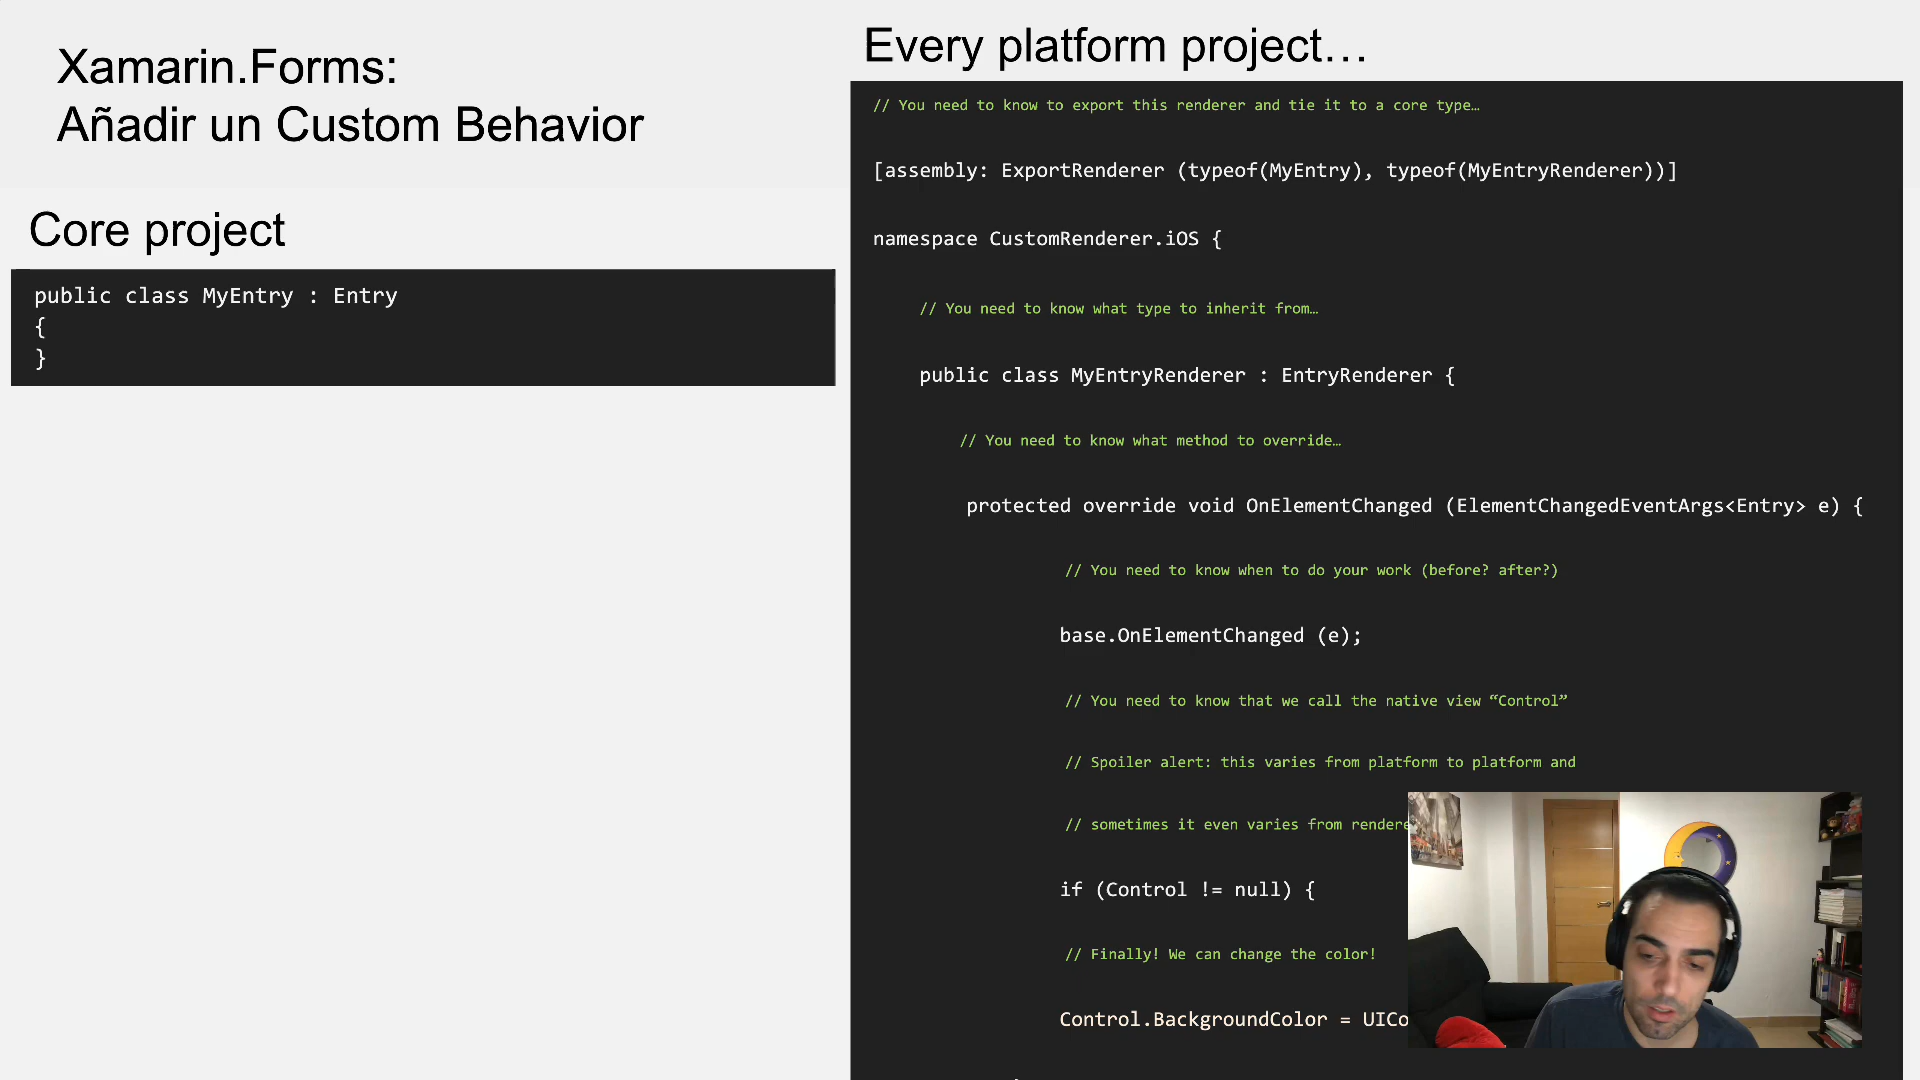 Xamarin.Forms:
Añadir un Custom Behavior
Core project
public class MyEntry : Entry
{
}
Every platform project…
// You need to know to export this renderer and tie it to a core type…
[assembly: ExportRenderer (typeof(MyEntry), typeof(MyEntryRenderer))]
namespace CustomRenderer.iOS {
// You need to know what type to inherit from…
public class MyEntryRenderer : EntryRenderer {
// You need to know what method to override…
protected override void OnElementChanged (ElementChangedEventArgs<Entry> e) {
// You need to know when to do your work (before? after?)
base.OnElementChanged (e);
// You need to know that we call the native view “Control”
// Spoiler alert: this varies from platform to platform and
// sometimes it even varies from
if (Control != null) {
// Finally! We can change the color!
Control.BackgroundColor =